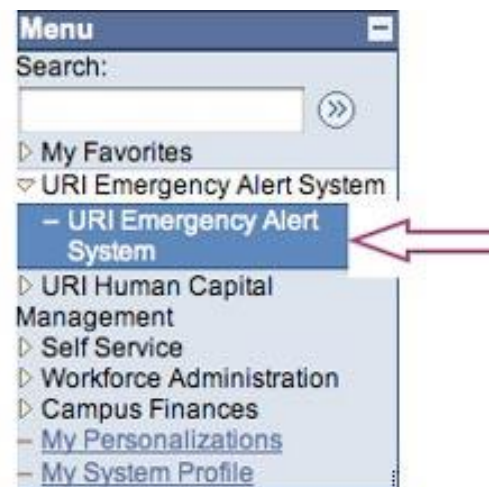 Menu
Search:
My Favorites
URI Emergency Alert System
– URI Emergency Alert
System
URI Human Capital
Management
Self Service
Workforce Administration
Campus Finances
– My Personalizations
– My System Profile